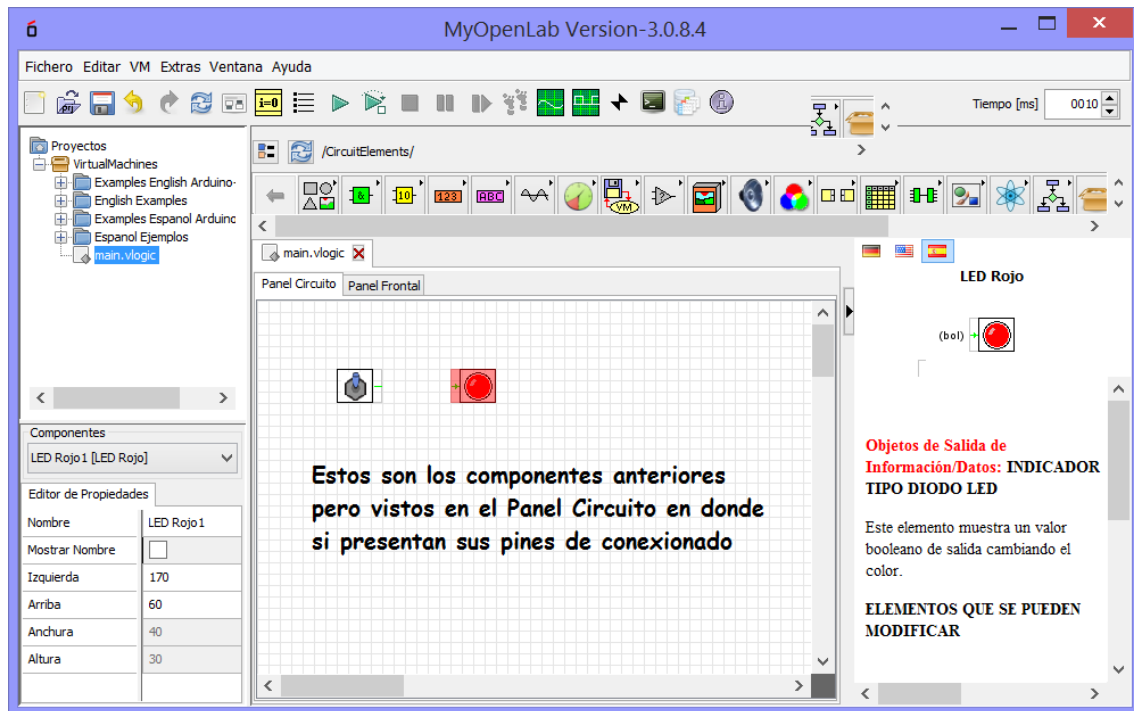 MyOpenLab Version-3.0.8.4
Fichero Editar VM Extras Ventana Ayuda
i=0
Tiempo [ms] 0010
Proyectos
VirtualMachines
Examples English Arduino-
English Examples
Examples Espanol Arduinc
Espanol Ejemplos
main.vlogic
/CircuitElements/
& 10 123 ABC VM
main.vlogic
Panel Circuito Panel Frontal
Estos son los componentes anteriores
pero vistos en el Panel Circuito en donde
si presentan sus pines de conexionado
Componentes
LED Rojo1 [LED Rojo]
Editor de Propiedades
Nombre LED Rojo1
Mostrar Nombre
Izquierda 170
Arriba 60
Anchura 40
Altura 30
LED Rojo
(bol)
Objetos de Salida de
Información/Datos: INDICADOR
TIPO DIODO LED
Este elemento muestra un valor
booleano de salida cambiando el
color.
ELEMENTOS QUE SE PUEDEN
MODIFICAR